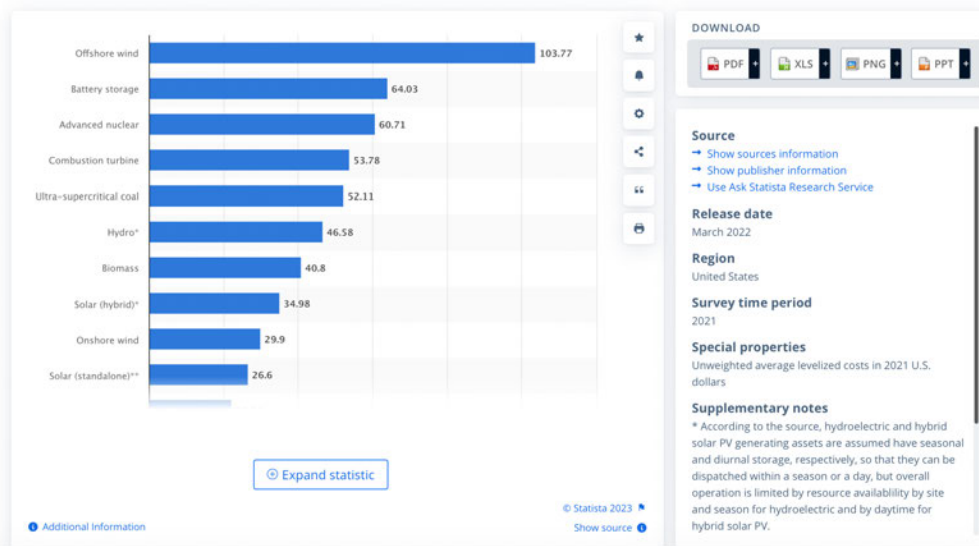 Offshore wind
103.77
Battery storage
64.03
Advanced nuclear
60.71
Combustion turbine
53.78
Ultra-supercritical coal
52.11
Hydro*
46.58
Biomass
40.8
Solar (hybrid)*
34.98
Onshore wind
29.9
Solar (standalone)**
26.6
Expand statistic
© Statista 2023
Additional Information
Show source
DOWNLOAD
PDF +
XLS +
PNG +
PPT +
Source
→ Show sources information
→ Show publisher information
→ Use Ask Statista Research Service
Release date
March 2022
Region
United States
Survey time period
2021
Special properties
Unweighted average levelized costs in 2021 U.S.
dollars
Supplementary notes
* According to the source, hydroelectric and hybrid
solar PV generating assets are assumed have seasonal
and diurnal storage, respectively, so that they can be
dispatched within a season or a day, but overall
operation is limited by resource availablility by site
and season for hydroelectric and by daytime for
hybrid solar PV.